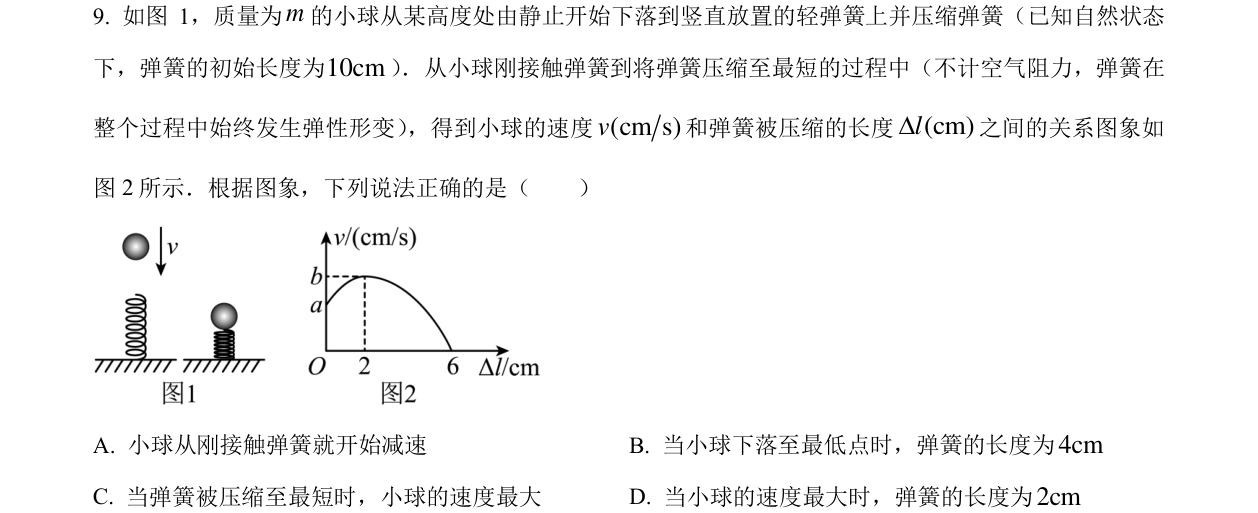 9. 如图 1，质量为 m 的小球从某高度处由静止开始下落到竖直放置的轻弹簧上并压缩弹簧（已知自然状态
下，弹簧的初始长度为10cm）．从小球刚接触弹簧到将弹簧压缩至最短的过程中（不计空气阻力，弹簧在
整个过程中始终发生弹性形变），得到小球的速度 v(cm/s) 和弹簧被压缩的长度 Δl(cm) 之间的关系图象如
图 2 所示．根据图象，下列说法正确的是（　　）
v
图1
v/(cm/s)
b
a
O 2 6 Δl/cm
图2
A. 小球从刚接触弹簧就开始减速
B. 当小球下落至最低点时，弹簧的长度为4cm
C. 当弹簧被压缩至最短时，小球的速度最大
D. 当小球的速度最大时，弹簧的长度为2cm